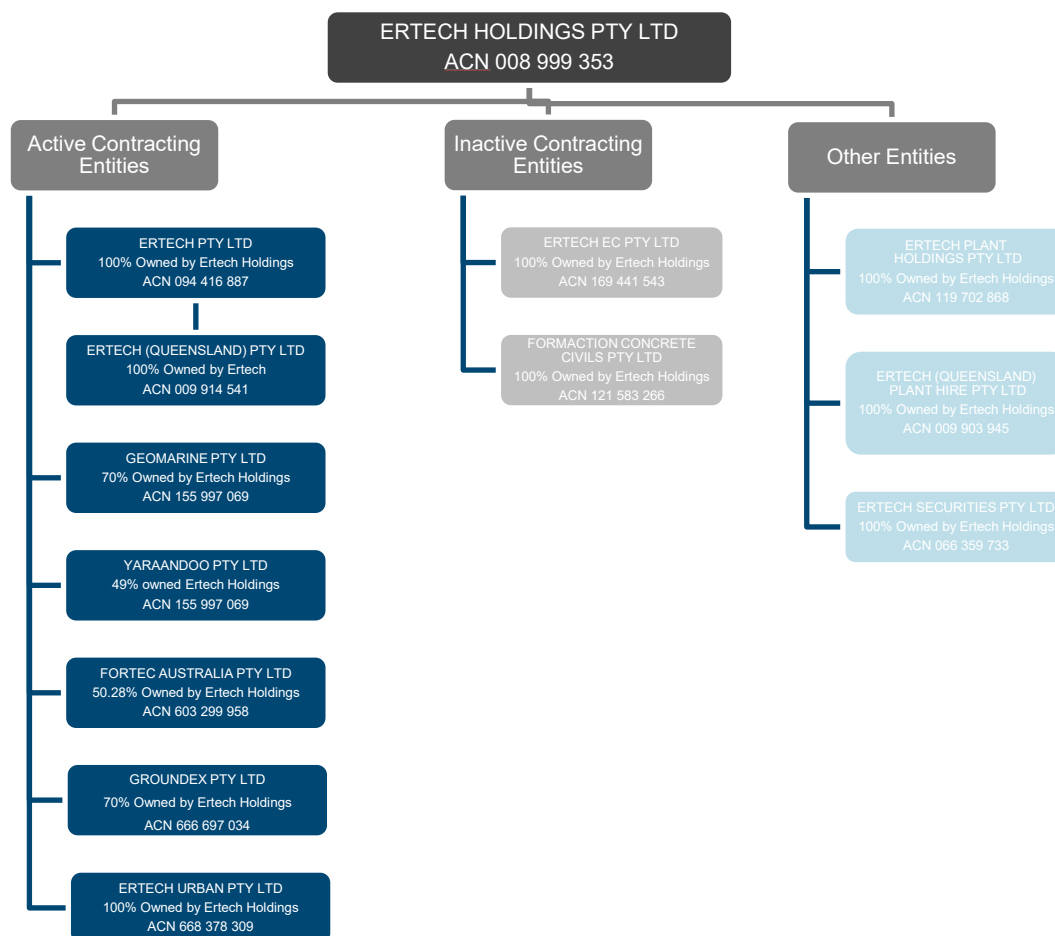 ERTECH HOLDINGS PTY LTD
ACN 008 999 353
Active Contracting
Entities
ERTECH PTY LTD
100% Owned by Ertech Holdings
ACN 094 416 887
ERTECH (QUEENSLAND) PTY LTD
100% Owned by Ertech
ACN 009 914 541
GEOMARINE PTY LTD
70% Owned by Ertech Holdings
ACN 155 997 069
YARAANDOO PTY LTD
49% owned Ertech Holdings
ACN 155 997 069
FORTEC AUSTRALIA PTY LTD
50.28% Owned by Ertech Holdings
ACN 603 299 958
GROUNDEX PTY LTD
70% Owned by Ertech Holdings
ACN 666 697 034
ERTECH URBAN PTY LTD
100% Owned by Ertech Holdings
ACN 668 378 309
Inactive Contracting
Entities
ERTECH EC PTY LTD
100% Owned by Ertech Holdings
ACN 169 441 543
FORMACTION CONCRETE
CIVILS PTY LTD
100% Owned by Ertech Holdings
ACN 121 583 266
Other Entities
ERTECH PLANT
HOLDINGS PTY LTD
100% Owned by Ertech Holdings
ACN 119 702 868
ERTECH (QUEENSLAND)
PLANT HIRE PTY LTD
100% Owned by Ertech Holdings
ACN 009 903 945
ERTECH SECURITIES PTY LTD
100% Owned by Ertech Holdings
ACN 066 359 733